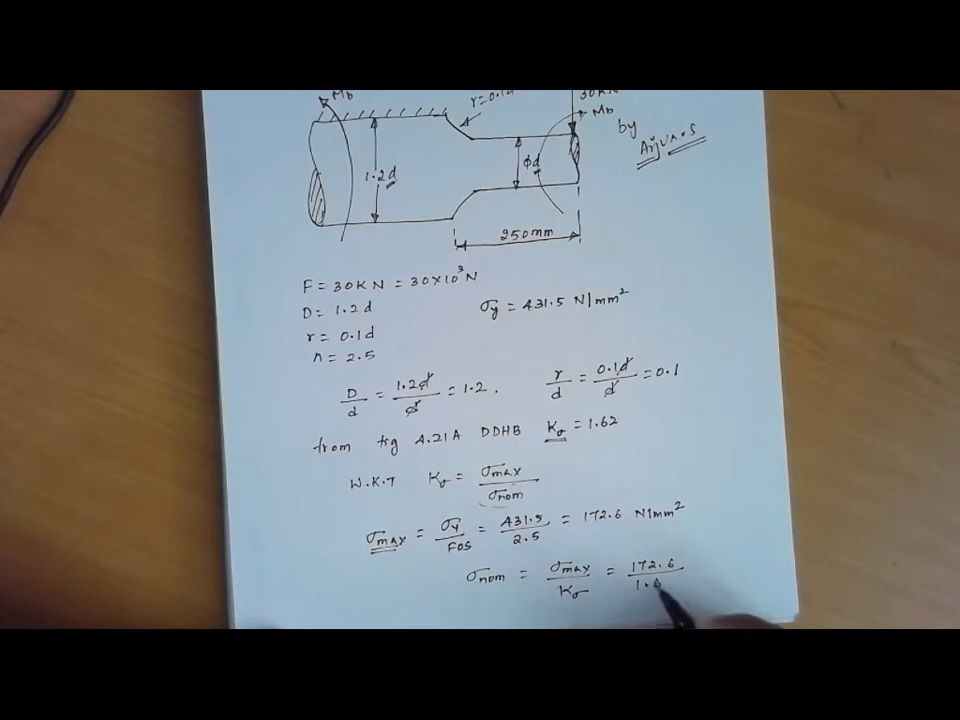 Mb
r=0.1d
30KN
Mb
by
Arjun.S
1.2d
ϕd
250mm
F = 30KN = 30×10³N
D = 1.2d
σy = 431.5 N/mm²
r = 0.1d
n = 2.5
D/d = 1.2d/d = 1.2 . r/d = 0.1d/d = 0.1
from fig 4.21A DDHB Kσ = 1.62
W.K.T Kσ = σmax/σnom
σmax = σy/FOS = 431.5/2.5 = 172.6 N/mm²
σnom = σmax/Kσ = 172.6/1.6